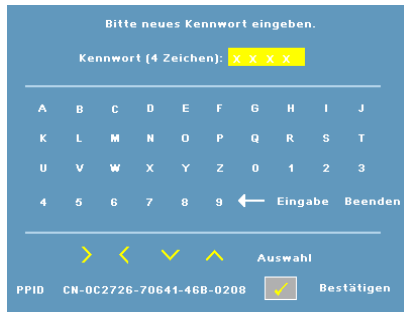 Bitte neues Kennwort eingeben.
Kennwort (4 Zeichen): x x x x
A B C D E F G H I J
K L M N O P Q R S T
U V W X Y Z 0 1 2 3
4 5 6 7 8 9 ← Eingabe Beenden
Auswahl
PPID CN-0C2726-70641-46B-0208 Bestätigen